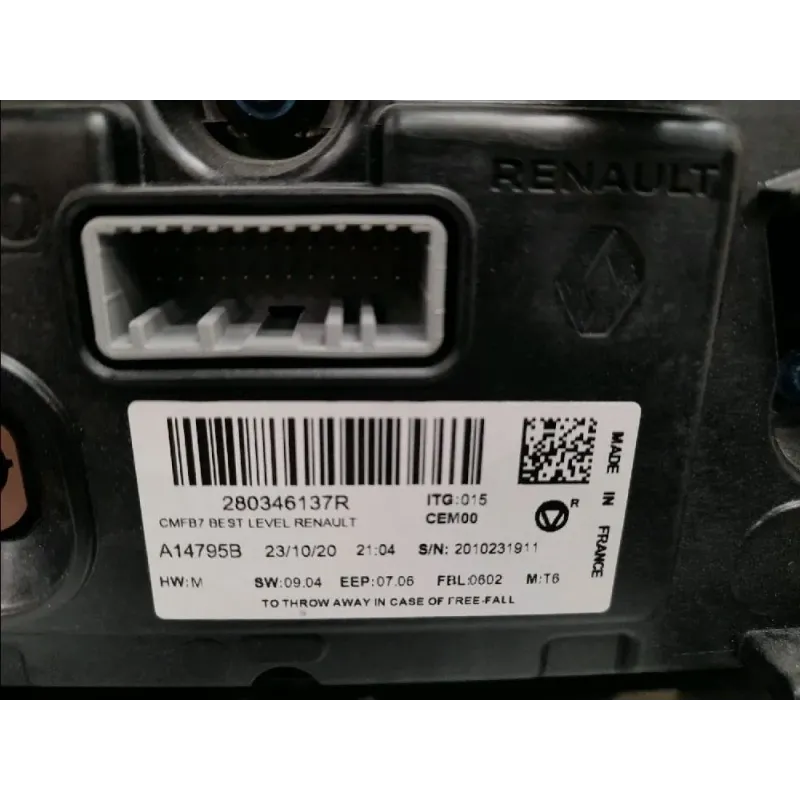 RENAULT
280346137R
ITG:015
CMFB7 BEST LEVEL RENAULT
CEM00
R
A14795B 23/10/20 21:04 S/N: 2010231911
HW:M SW:09.04 EEP:07.06 FBL:0602 M:T6
TO THROW AWAY IN CASE OF FREE-FALL
MADE IN FRANCE